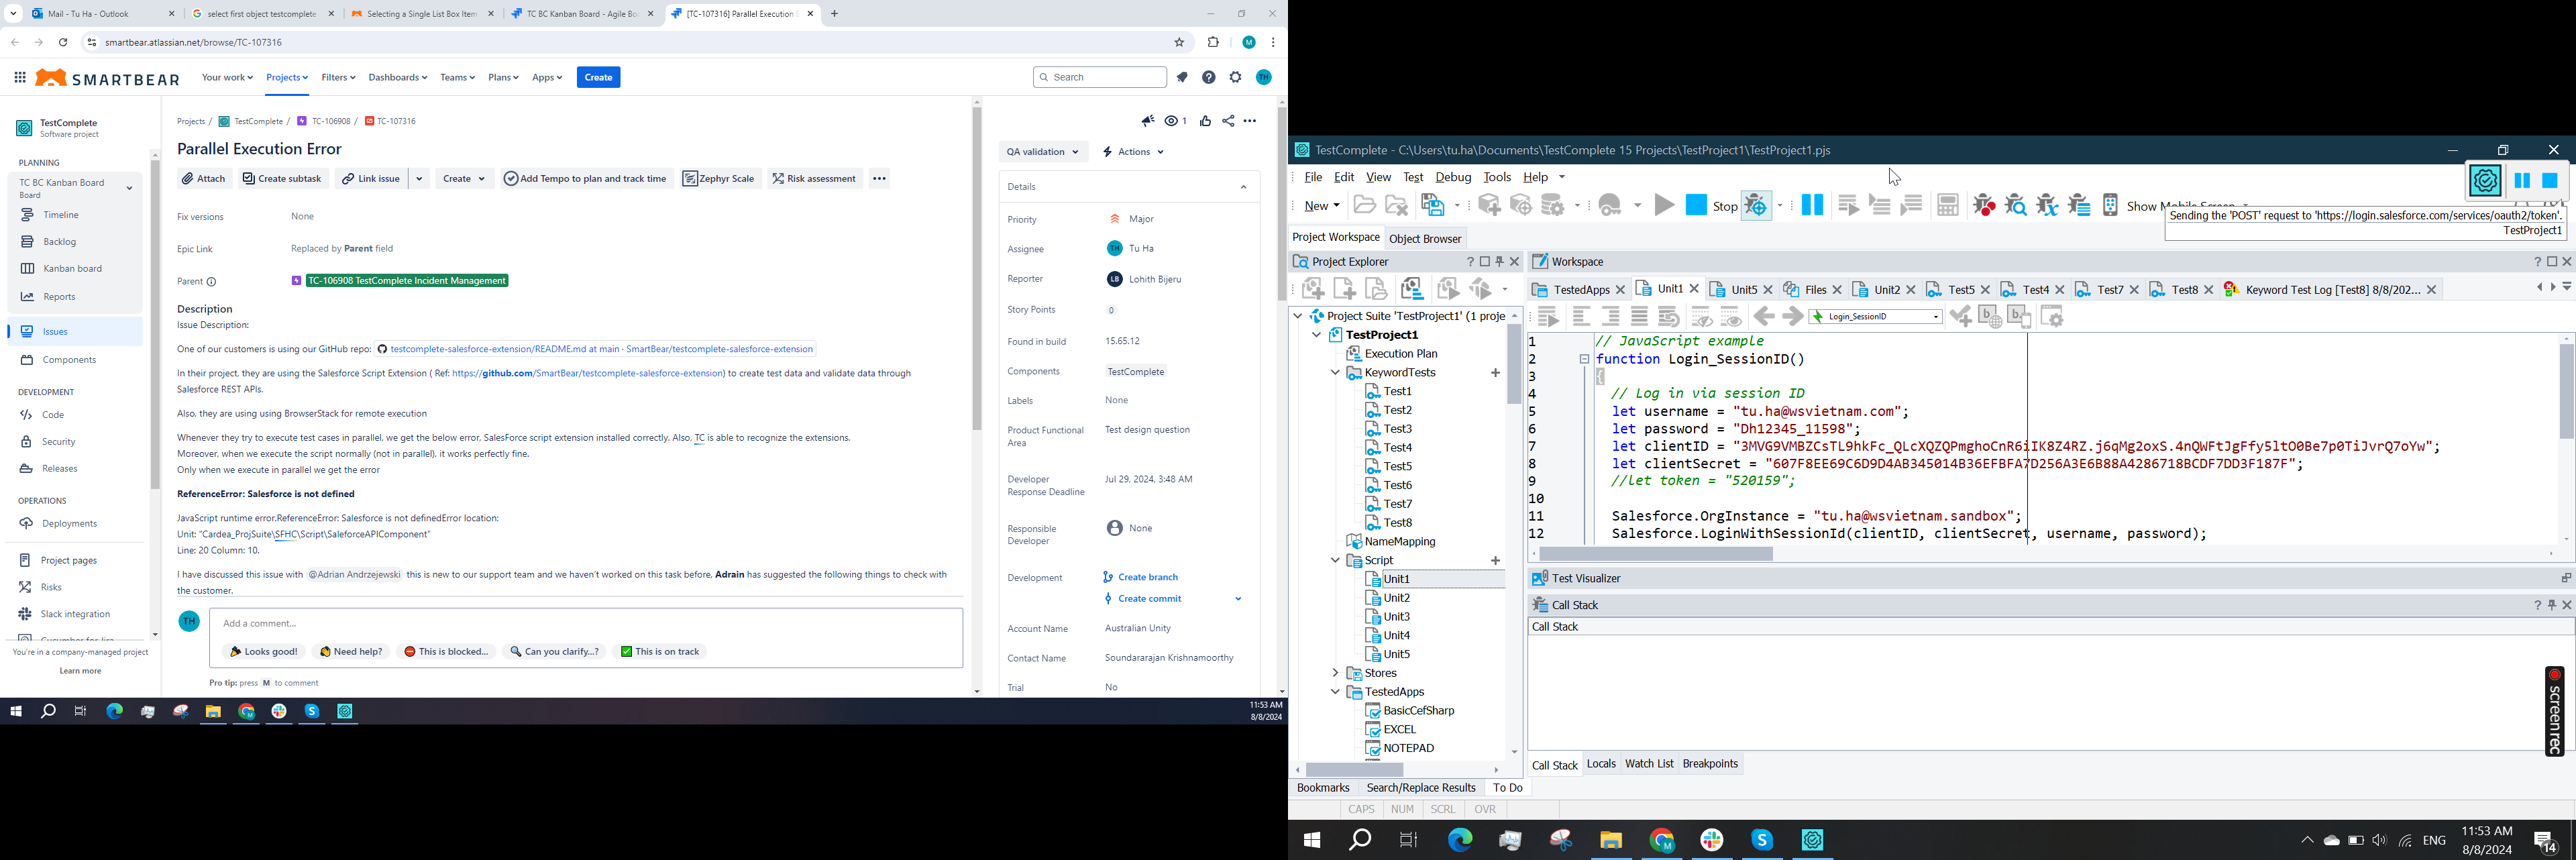 Mail - Tu Ha - Outlook
select first object testcomplete
Selecting a Single List Box Item
TC BC Kanban Board - Agile Bo
[TC-107316] Parallel Execution E
smartbear.atlassian.net/browse/TC-107316
SMARTBEAR
Your work
Projects
Filters
Dashboards
Teams
Plans
Apps
Create
Search
TH
TestComplete
Software project
PLANNING
TC BC Kanban Board
Board
Timeline
Backlog
Kanban board
Reports
Issues
Components
DEVELOPMENT
Code
Security
Releases
OPERATIONS
Deployments
Project pages
Risks
Slack integration
Cucumber for Jira
You're in a company-managed project
Learn more
Projects / TestComplete / TC-106908 / TC-107316
1
Parallel Execution Error
Attach
Create subtask
Link issue
Create
Add Tempo to plan and track time
Zephyr Scale
Risk assessment
Fix versions
None
Epic Link
Replaced by Parent field
Parent
TC-106908 TestComplete Incident Management
Description
Issue Description:
One of our customers is using our GitHub repo: testcomplete-salesforce-extension/README.md at main · SmartBear/testcomplete-salesforce-extension
In their project, they are using the Salesforce Script Extension ( Ref: https://github.com/SmartBear/testcomplete-salesforce-extension) to create test data and validate data through
Salesforce REST APIs.
Also, they are using using BrowserStack for remote execution
Whenever they try to execute test cases in parallel, we get the below error, SalesForce script extension installed correctly. Also, TC is able to recognize the extensions.
Moreover, when we execute the script normally (not in parallel), it works perfectly fine.
Only when we execute in parallel we get the error
ReferenceError: Salesforce is not defined
JavaScript runtime error.ReferenceError: Salesforce is not definedError location:
Unit: "Cardea_ProjSuite\SFHC\Script\SaleforceAPIComponent"
Line: 20 Column: 10.
I have discussed this issue with @Adrian Andrzejewski this is new to our support team and we haven't worked on this task before, Adrain has suggested the following things to check with
the customer.
TH
Add a comment...
Looks good!
Need help?
This is blocked...
Can you clarify...?
This is on track
Pro tip: press M to comment
QA validation
Actions
Details
Priority
Major
Assignee
TH Tu Ha
Reporter
LB Lohith Bijeru
Story Points
0
Found in build
15.65.12
Components
TestComplete
Labels
None
Product Functional
Area
Test design question
Developer
Response Deadline
Jul 29, 2024, 3:48 AM
Responsible
Developer
None
Development
Create branch
Create commit
Account Name
Australian Unity
Contact Name
Soundararajan Krishnamoorthy
Trial
No
11:53 AM
8/8/2024
TestComplete - C:\Users\tu.ha\Documents\TestComplete 15 Projects\TestProject1\TestProject1.pjs
File Edit View Test Debug Tools Help
New
Stop
Show Mobile Screen
Sending the 'POST' request to 'https://login.salesforce.com/services/oauth2/token'.
TestProject1
Project Workspace
Object Browser
Project Explorer
Workspace
TestedApps
Unit1
Unit5
Files
Unit2
Test5
Test4
Test7
Test8
Keyword Test Log [Test8] 8/8/202...
Login_SessionID
Project Suite 'TestProject1' (1 proje
TestProject1
Execution Plan
KeywordTests
Test1
Test2
Test3
Test4
Test5
Test6
Test7
Test8
NameMapping
Script
Unit1
Unit2
Unit3
Unit4
Unit5
Stores
TestedApps
BasicCefSharp
EXCEL
NOTEPAD
1 // JavaScript example
2 function Login_SessionID()
3 {
4 // Log in via session ID
5 let username = "tu.ha@wsvietnam.com";
6 let password = "Dh12345_11598";
7 let clientID = "3MVG9VMBZCsTL9hkFc_QLcXQZQPmghoCnR6iIK8Z4RZ.j6qMg2oxS.4nQWFtJgFfy5ltO0Be7p0TiJvrQ7oYw";
8 let clientSecret = "607F8EE69C6D9D4AB345014B36EFBFA7D256A3E6B88A4286718BCDF7DD3F187F";
9 //let token = "520159";
10
11 Salesforce.OrgInstance = "tu.ha@wsvietnam.sandbox";
12 Salesforce.LoginWithSessionId(clientID, clientSecret, username, password);
Test Visualizer
Call Stack
Call Stack
Call Stack
Locals
Watch List
Breakpoints
Bookmarks
Search/Replace Results
To Do
CAPS NUM SCRL OVR
screenrec
ENG
11:53 AM
8/8/2024
14